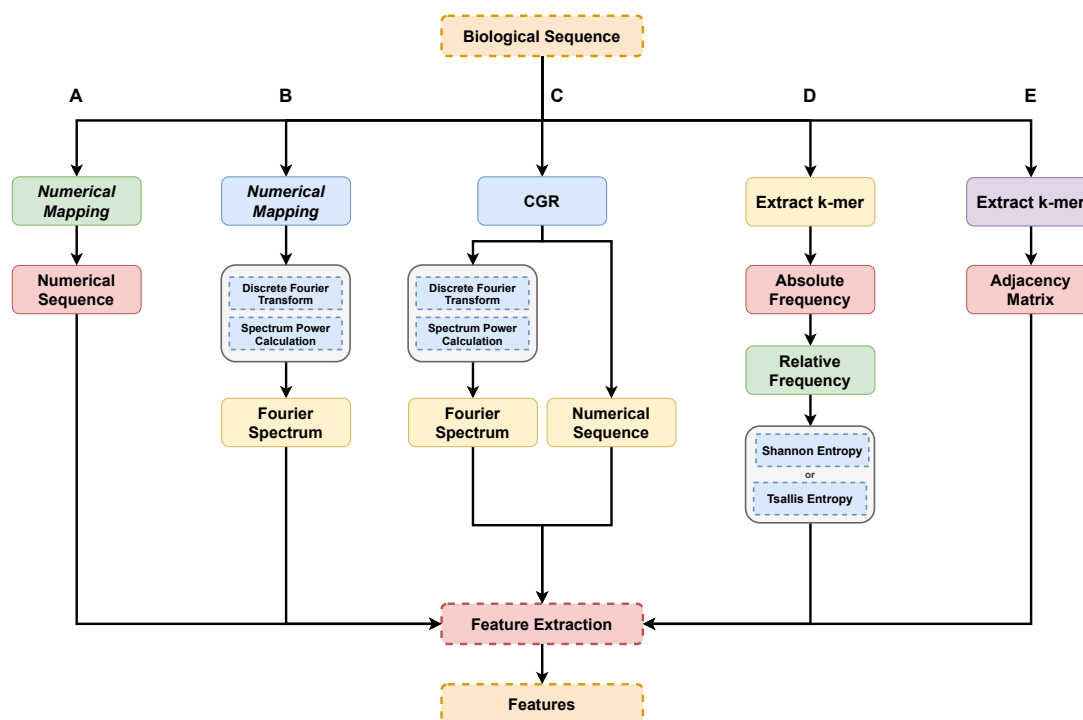 Biological Sequence
A
B
C
D
E
Numerical
Mapping
Numerical
Mapping
CGR
Extract k-mer
Extract k-mer
Numerical
Sequence
Discrete Fourier
Transform
Spectrum Power
Calculation
Discrete Fourier
Transform
Spectrum Power
Calculation
Absolute
Frequency
Adjacency
Matrix
Relative
Frequency
Fourier
Spectrum
Fourier
Spectrum
Numerical
Sequence
Shannon Entropy
or
Tsallis Entropy
Feature Extraction
Features